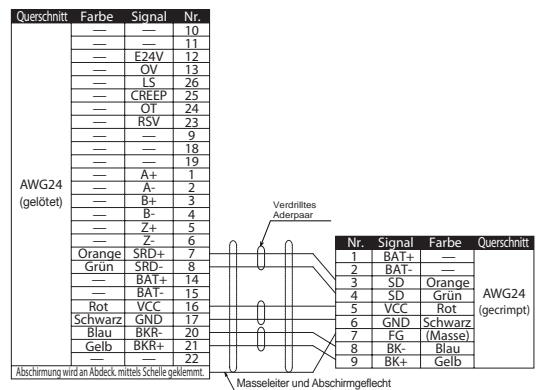 Querschnitt Farbe Signal Nr.
— — 10
— — 11
— E24V 12
— OV 13
— LS 26
— CREEP 25
— OT 24
— RSV 23
— — 9
— — 18
— — 19
— A+ 1
AWG24 — A- 2
(gelötet) — B+ 3
— B- 4
— Z+ 5
— Z- 6
Orange SRD+ 7
Grün SRD- 8
— BAT+ 14
— BAT- 15
Rot VCC 16
Schwarz GND 17
Blau BKR- 20
Gelb BKR+ 21
— — 22
Abschirmung wird an Abdeck. mittels Schelle geklemmt.
Verdrilltes
Aderpaar
Nr. Signal Farbe Querschnitt
1 BAT+ —
2 BAT- —
3 SD Orange
4 SD Grün AWG24
5 VCC Rot (gecrimpt)
6 GND Schwarz
7 FG (Masse)
8 BK- Blau
9 BK+ Gelb
Masseleiter und Abschirmgeflecht